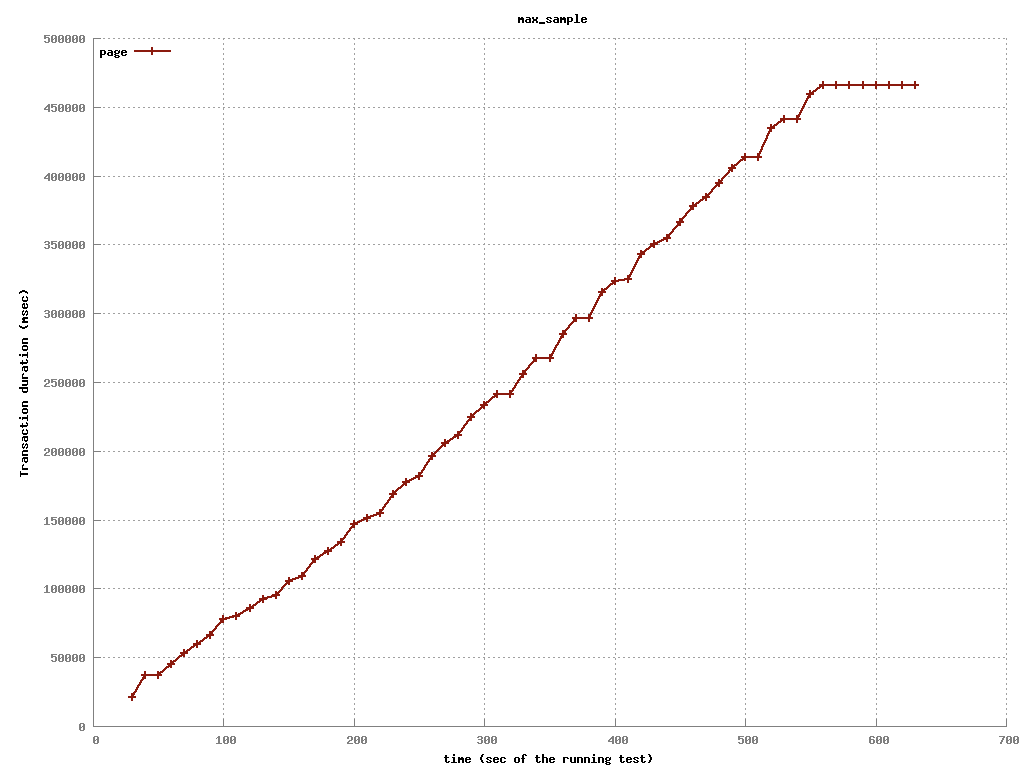 max_sample
page
500000
450000
400000
350000
300000
250000
200000
150000
100000
50000
0
Transaction duration (msec)
0 100 200 300 400 500 600 700
time (sec of the running test)